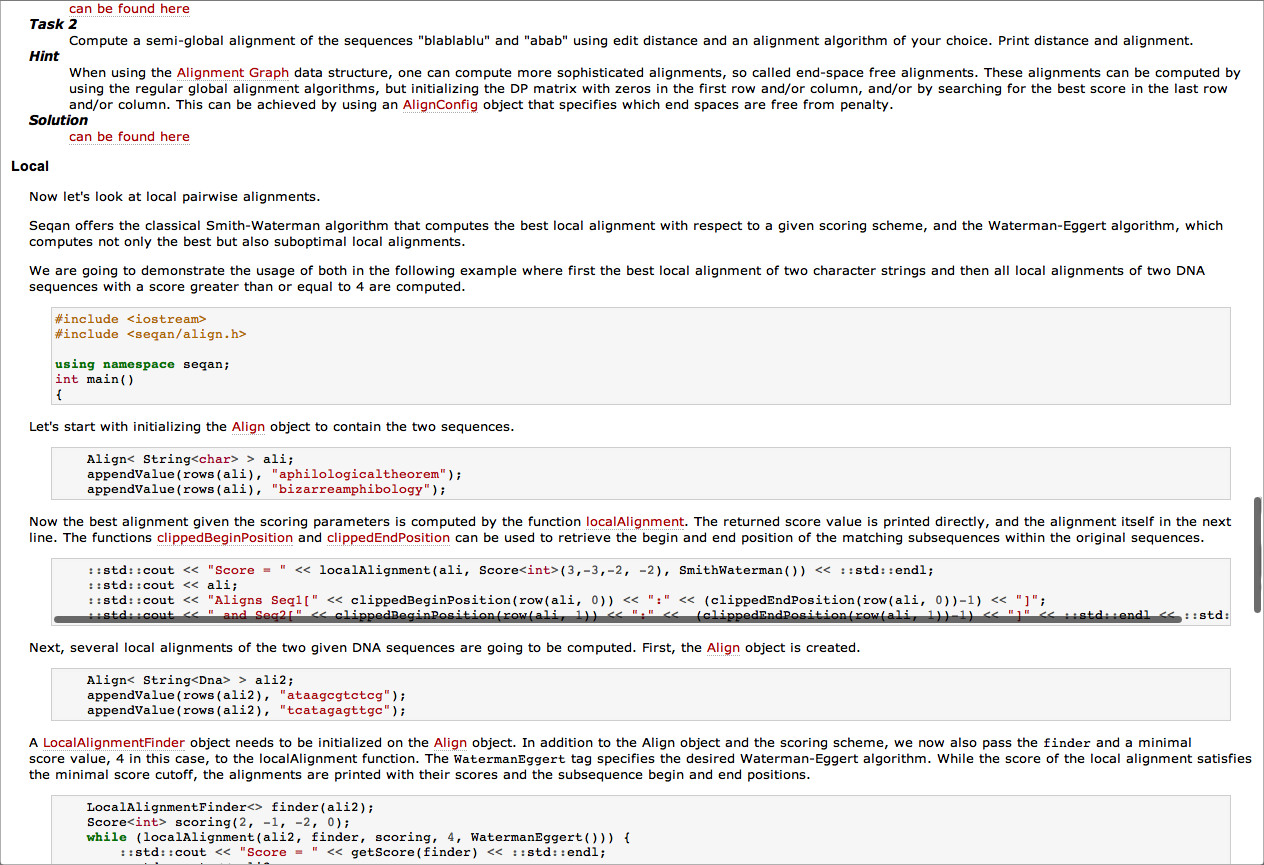 can be found here
Task 2
Compute a semi-global alignment of the sequences "blablablu" and "abab" using edit distance and an alignment algorithm of your choice. Print distance and alignment.
Hint
When using the Alignment Graph data structure, one can compute more sophisticated alignments, so called end-space free alignments. These alignments can be computed by
using the regular global alignment algorithms, but initializing the DP matrix with zeros in the first row and/or column, and/or by searching for the best score in the last row
and/or column. This can be achieved by using an AlignConfig object that specifies which end spaces are free from penalty.
Solution
can be found here
Local
Now let's look at local pairwise alignments.
Seqan offers the classical Smith-Waterman algorithm that computes the best local alignment with respect to a given scoring scheme, and the Waterman-Eggert algorithm, which
computes not only the best but also suboptimal local alignments.
We are going to demonstrate the usage of both in the following example where first the best local alignment of two character strings and then all local alignments of two DNA
sequences with a score greater than or equal to 4 are computed.
#include <iostream>
#include <seqan/align.h>
using namespace seqan;
int main()
{
Let's start with initializing the Align object to contain the two sequences.
Align< String<char> > ali;
appendValue(rows(ali), "aphilologicaltheorem");
appendValue(rows(ali), "bizarreamphibology");
Now the best alignment given the scoring parameters is computed by the function localAlignment. The returned score value is printed directly, and the alignment itself in the next
line. The functions clippedBeginPosition and clippedEndPosition can be used to retrieve the begin and end position of the matching subsequences within the original sequences.
::std::cout << "Score = " << localAlignment(ali, Score<int>(3,-3,-2, -2), SmithWaterman()) << ::std::endl;
::std::cout << ali;
::std::cout << "Aligns Seq1[" << clippedBeginPosition(row(ali, 0)) << ":" << (clippedEndPosition(row(ali, 0))-1) << "]";
::std::cout << " and Seq2[" << clippedBeginPosition(row(ali, 1)) << ":" <<  (clippedEndPosition(row(ali, 1))-1) << "]" << ::std::endl << ::std:
Next, several local alignments of the two given DNA sequences are going to be computed. First, the Align object is created.
Align< String<Dna> > ali2;
appendValue(rows(ali2), "ataagcgtctcg");
appendValue(rows(ali2), "tcatagagttgc");
A LocalAlignmentFinder object needs to be initialized on the Align object. In addition to the Align object and the scoring scheme, we now also pass the finder and a minimal
score value, 4 in this case, to the localAlignment function. The WatermanEggert tag specifies the desired Waterman-Eggert algorithm. While the score of the local alignment satisfies
the minimal score cutoff, the alignments are printed with their scores and the subsequence begin and end positions.
LocalAlignmentFinder<> finder(ali2);
Score<int> scoring(2, -1, -2, 0);
while (localAlignment(ali2, finder, scoring, 4, WatermanEggert())) {
::std::cout << "Score = " << getScore(finder) << ::std::endl;